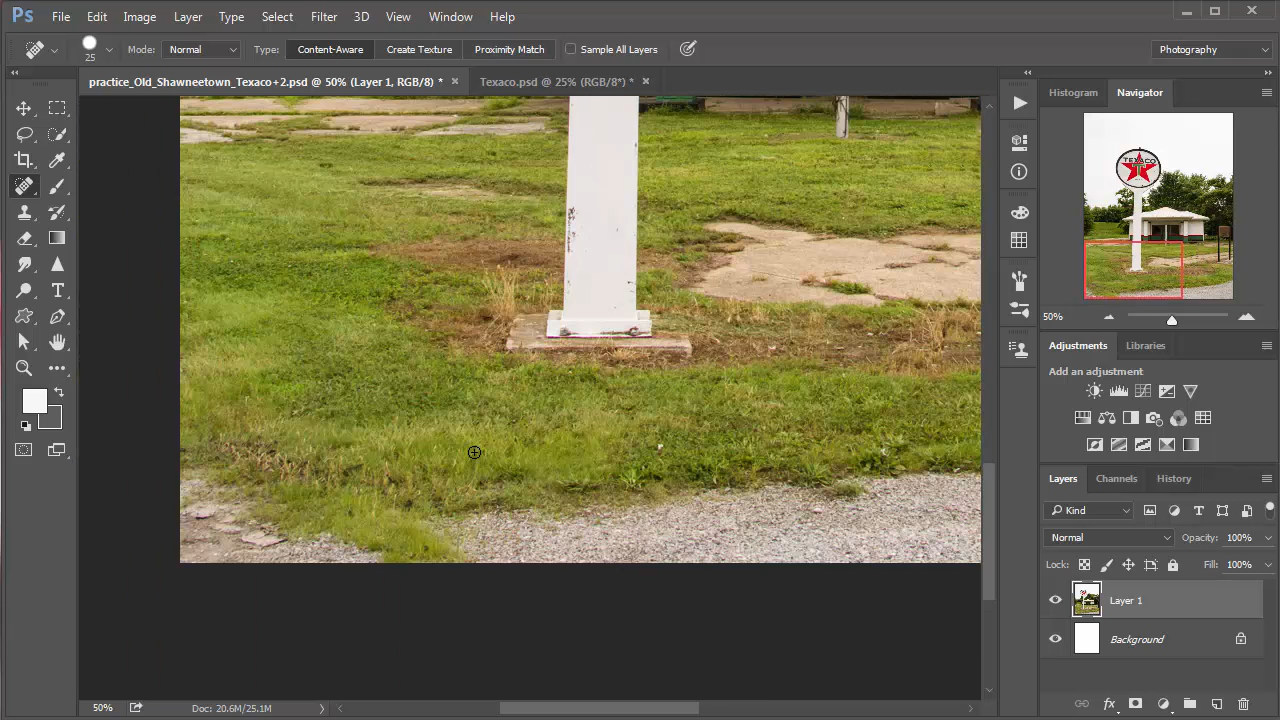 Ps File Edit Image Layer Type Select Filter 3D View Window Help
25 Mode: Normal Type: Content-Aware Create Texture Proximity Match Sample All Layers Photography
practice_Old_Shawneetown_Texaco+2.psd @ 50% (Layer 1, RGB/8) * Texaco.psd @ 25% (RGB/8*) *
Histogram Navigator
TEXACO
50%
Adjustments Libraries
Add an adjustment
Layers Channels History
Kind
Normal Opacity: 100%
Lock: Fill: 100%
Layer 1
Background
50% Doc: 20.6M/25.1M